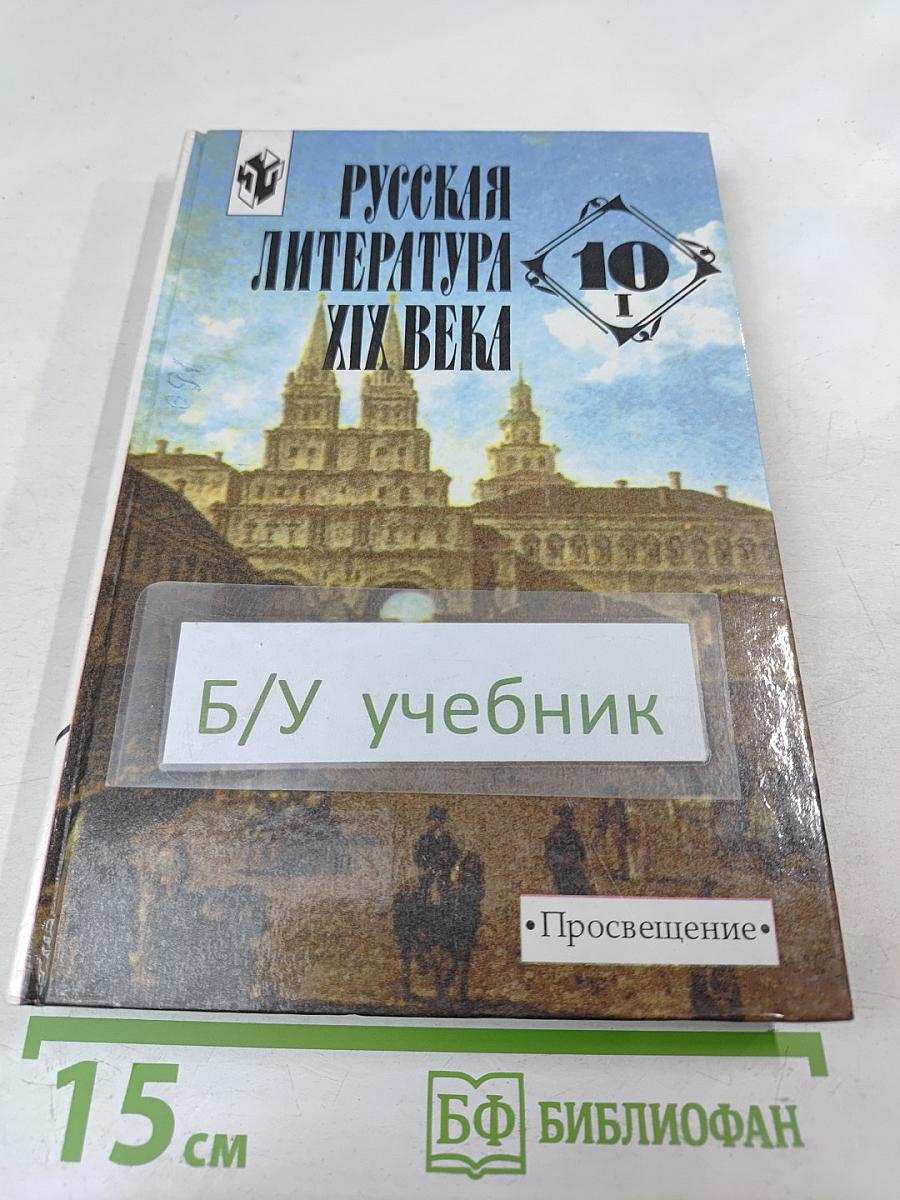 РУССКАЯ
ЛИТЕРАТУРА
XIX ВЕКА
10
I
Б/У учебник
•Просвещение•
15 см
БФ БИБЛИОФАН